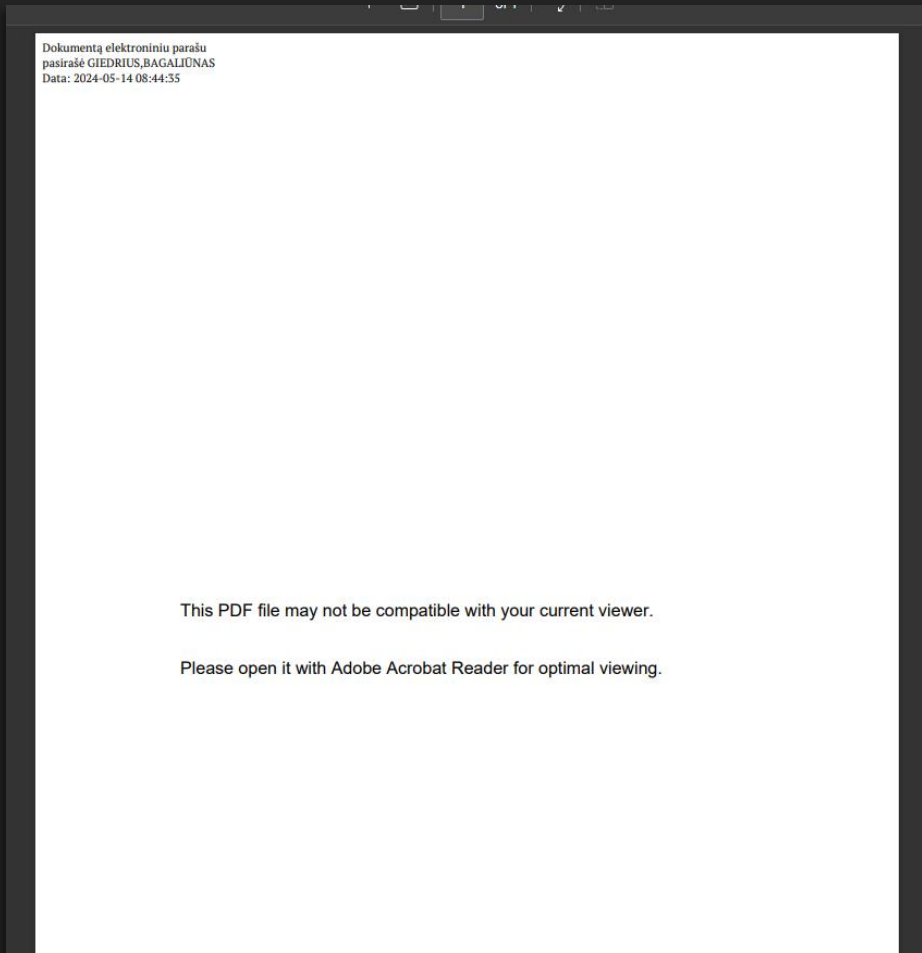 Dokumentą elektroniniu parašu
pasirašė GIEDRIUS,BAGALIŪNAS
Data: 2024-05-14 08:44:35
This PDF file may not be compatible with your current viewer.
Please open it with Adobe Acrobat Reader for optimal viewing.